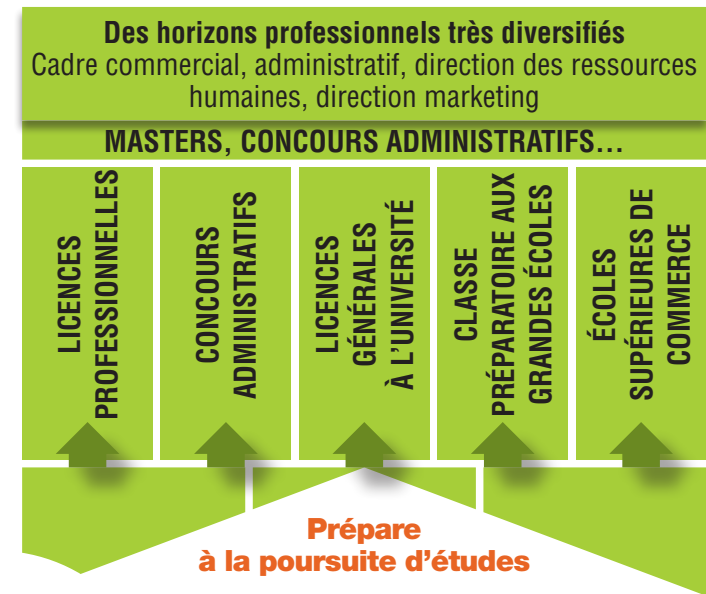 Des horizons professionnels très diversifiés
Cadre commercial, administratif, direction des ressources
humaines, direction marketing
MASTERS, CONCOURS ADMINISTRATIFS...
LICENCES
PROFESSIONNELLES
CONCOURS
ADMINISTRATIFS
LICENCES
GÉNÉRALES
À L’UNIVERSITÉ
CLASSE
PRÉPARATOIRE AUX
GRANDES ÉCOLES
ÉCOLES
SUPÉRIEURES DE
COMMERCE
Prépare
à la poursuite d’études